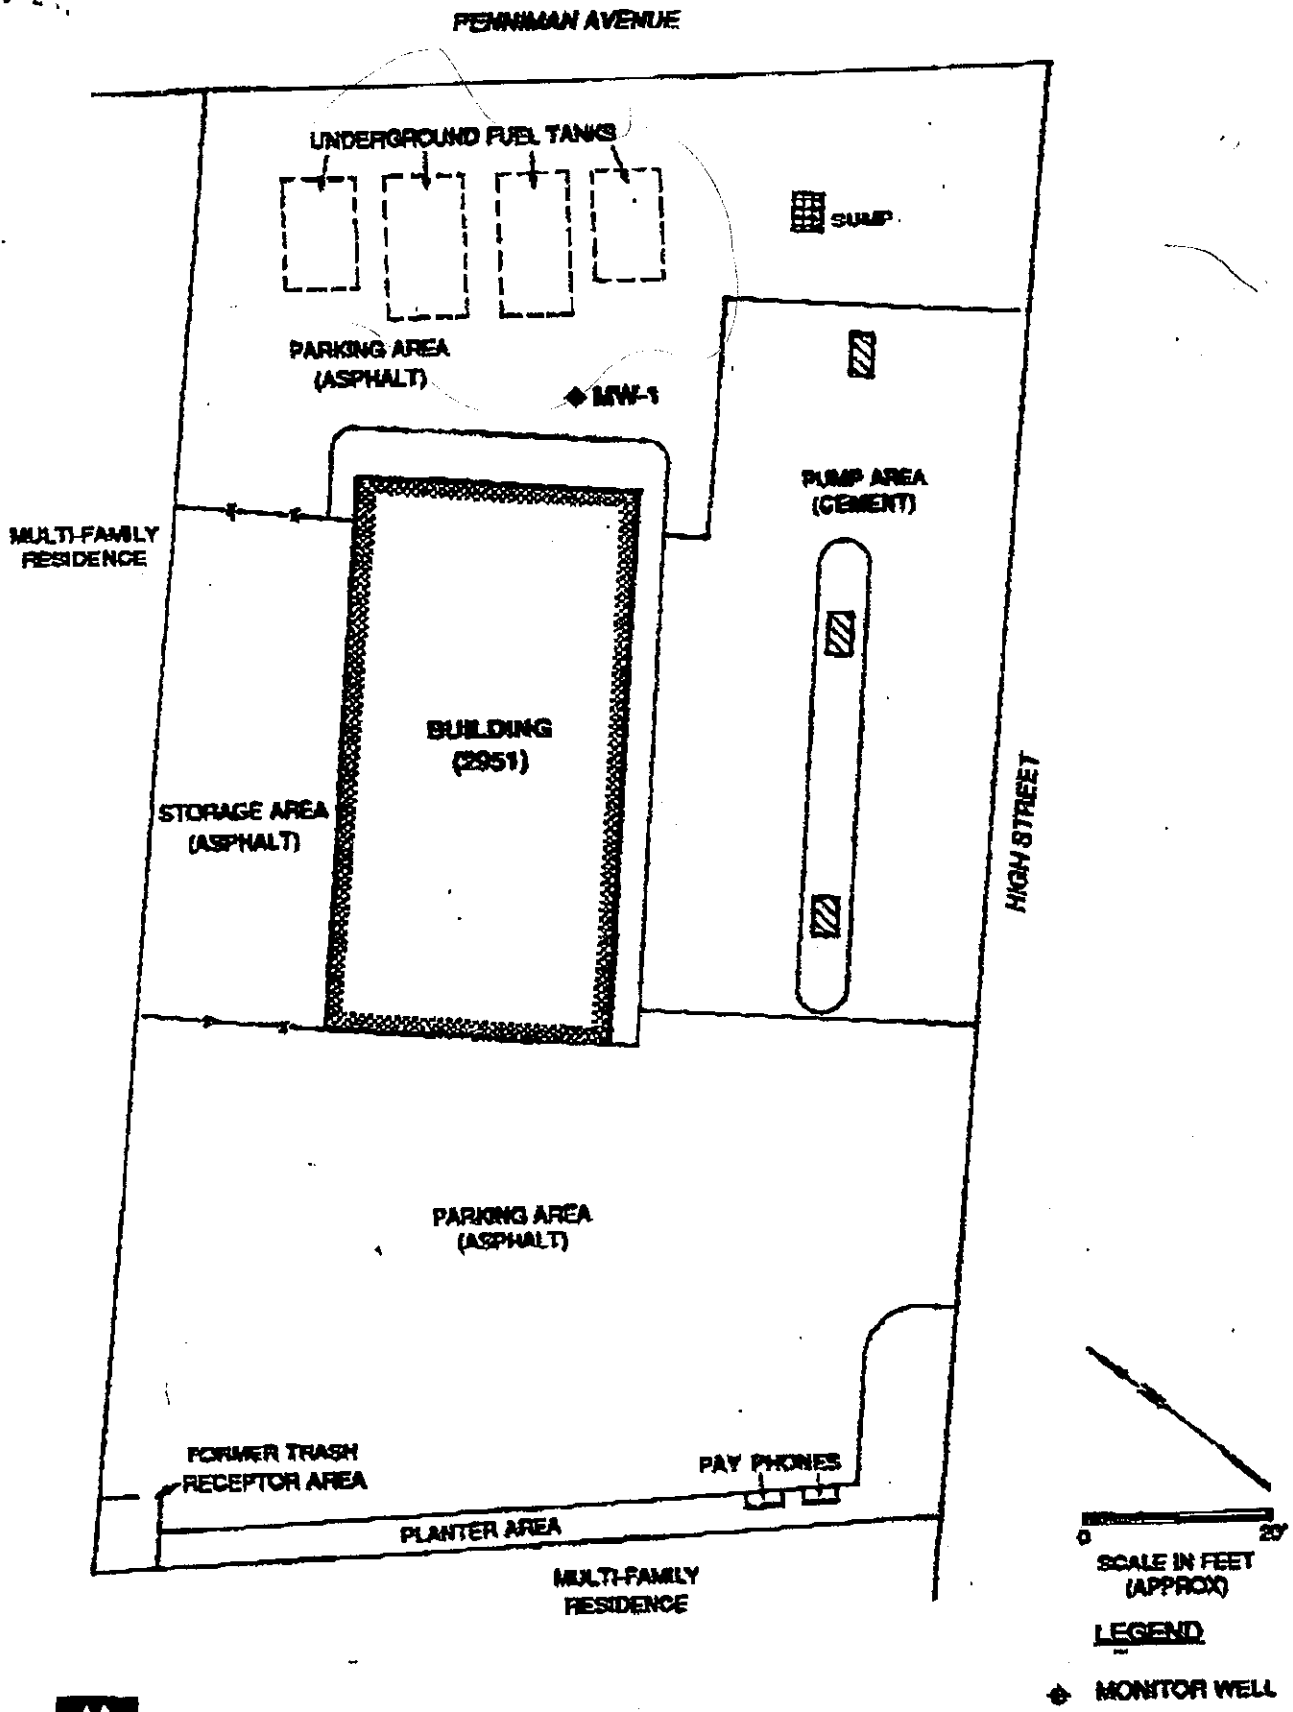 PENNIMAN AVENUE
UNDERGROUND FUEL TANKS
SUMP
PARKING AREA
(ASPHALT)
MW-1
PUMP AREA
(CEMENT)
MULTI-FAMILY
RESIDENCE
BUILDING
(2951)
STORAGE AREA
(ASPHALT)
HIGH STREET
PARKING AREA
(ASPHALT)
FORMER TRASH
RECEPTOR AREA
PAY PHONES
PLANTER AREA
MULTI-FAMILY
RESIDENCE
0 20'
SCALE IN FEET
(APPROX)
LEGEND
MONITOR WELL